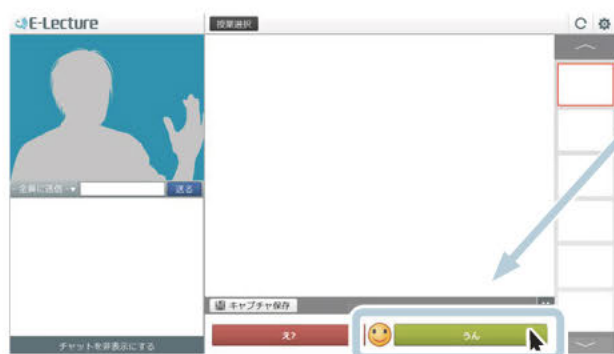 E-Lecture
授業選択
全員に送信
送る
キャプチャ保存
え?
うん
チャットを非表示にする